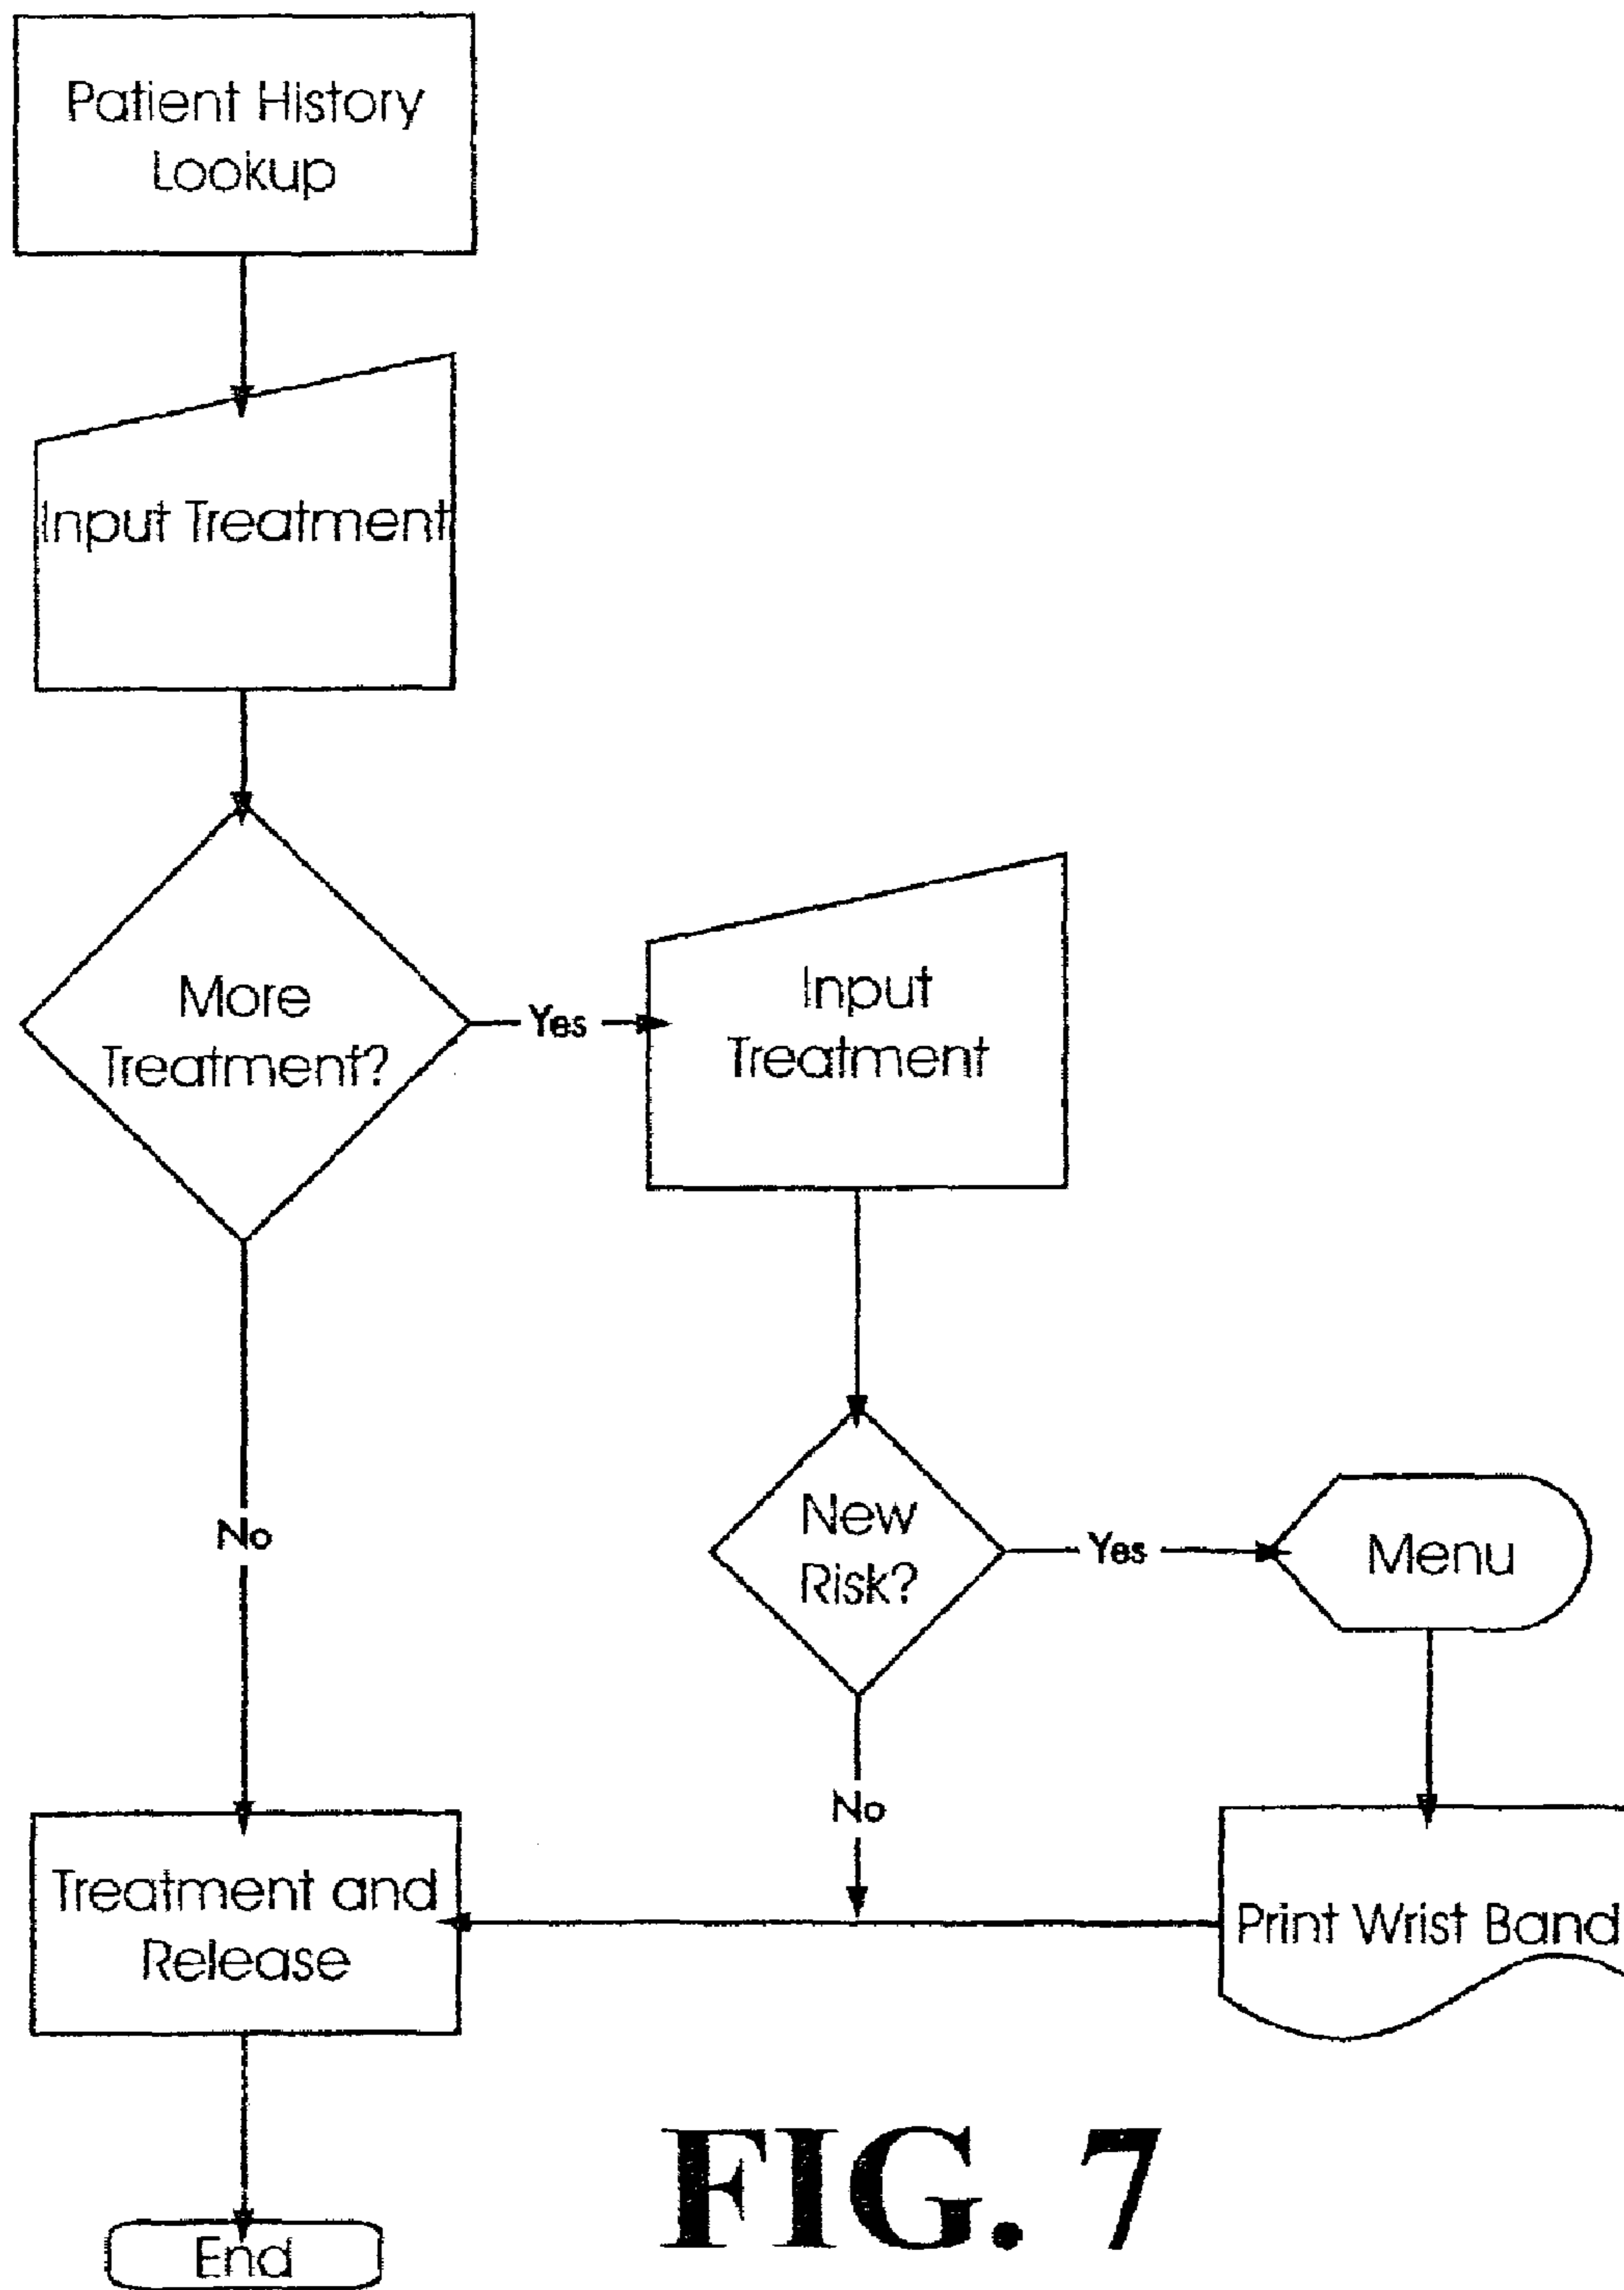 Patient History
Lookup
Input Treatment
More
Treatment?
Yes
Input
Treatment
No
New
Risk?
Yes
Menu
No
Treatment and
Release
Print Wrist Band
End
FIG. 7